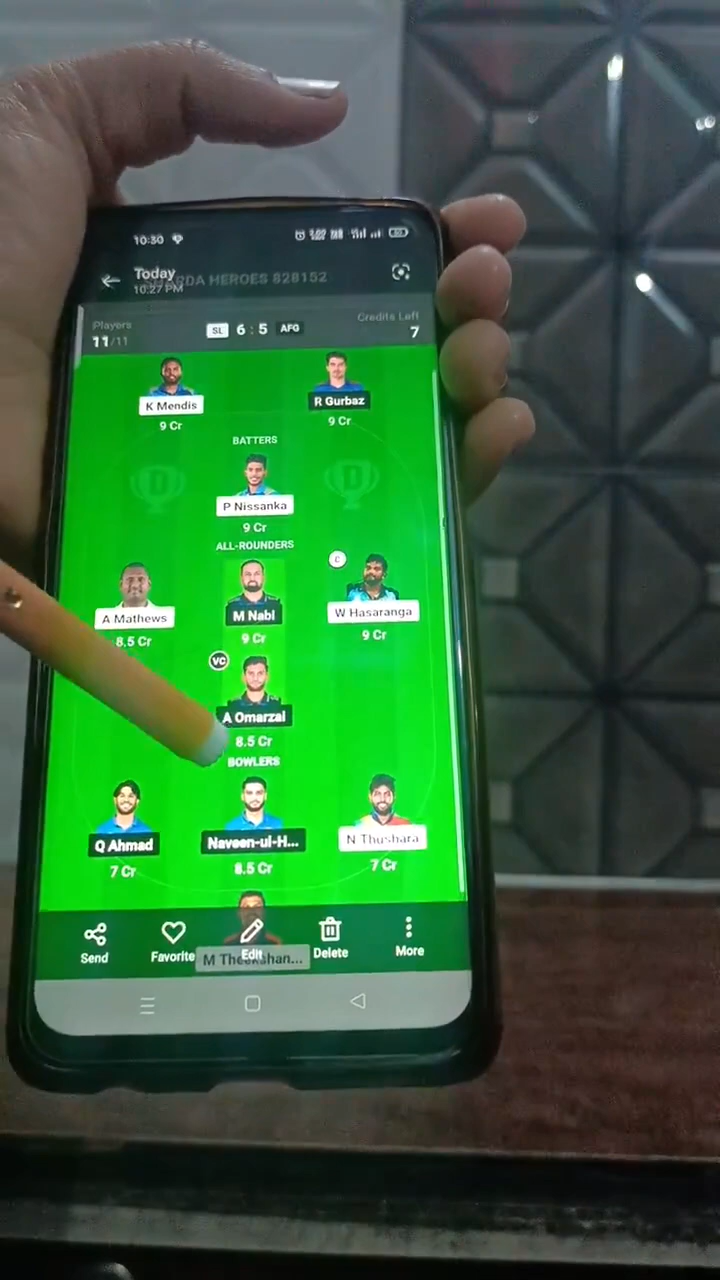 10:30
Today
10:27 PM
ARDA HEROES 828152
Players
11/11
SL 6 : 5 AFG
Credits Left
7
K Mendis
9 Cr
R Gurbaz
9 Cr
BATTERS
D D
P Nissanka
9 Cr
ALL-ROUNDERS
C
A Mathews
8.5 Cr
M Nabi
9 Cr
W Hasaranga
9 Cr
VC
A Omarzai
8.5 Cr
BOWLERS
Q Ahmad
7 Cr
Naveen-ul-H...
8.5 Cr
N Thushara
7 Cr
M Theekshan...
Send
Favorite
Edit
Delete
More